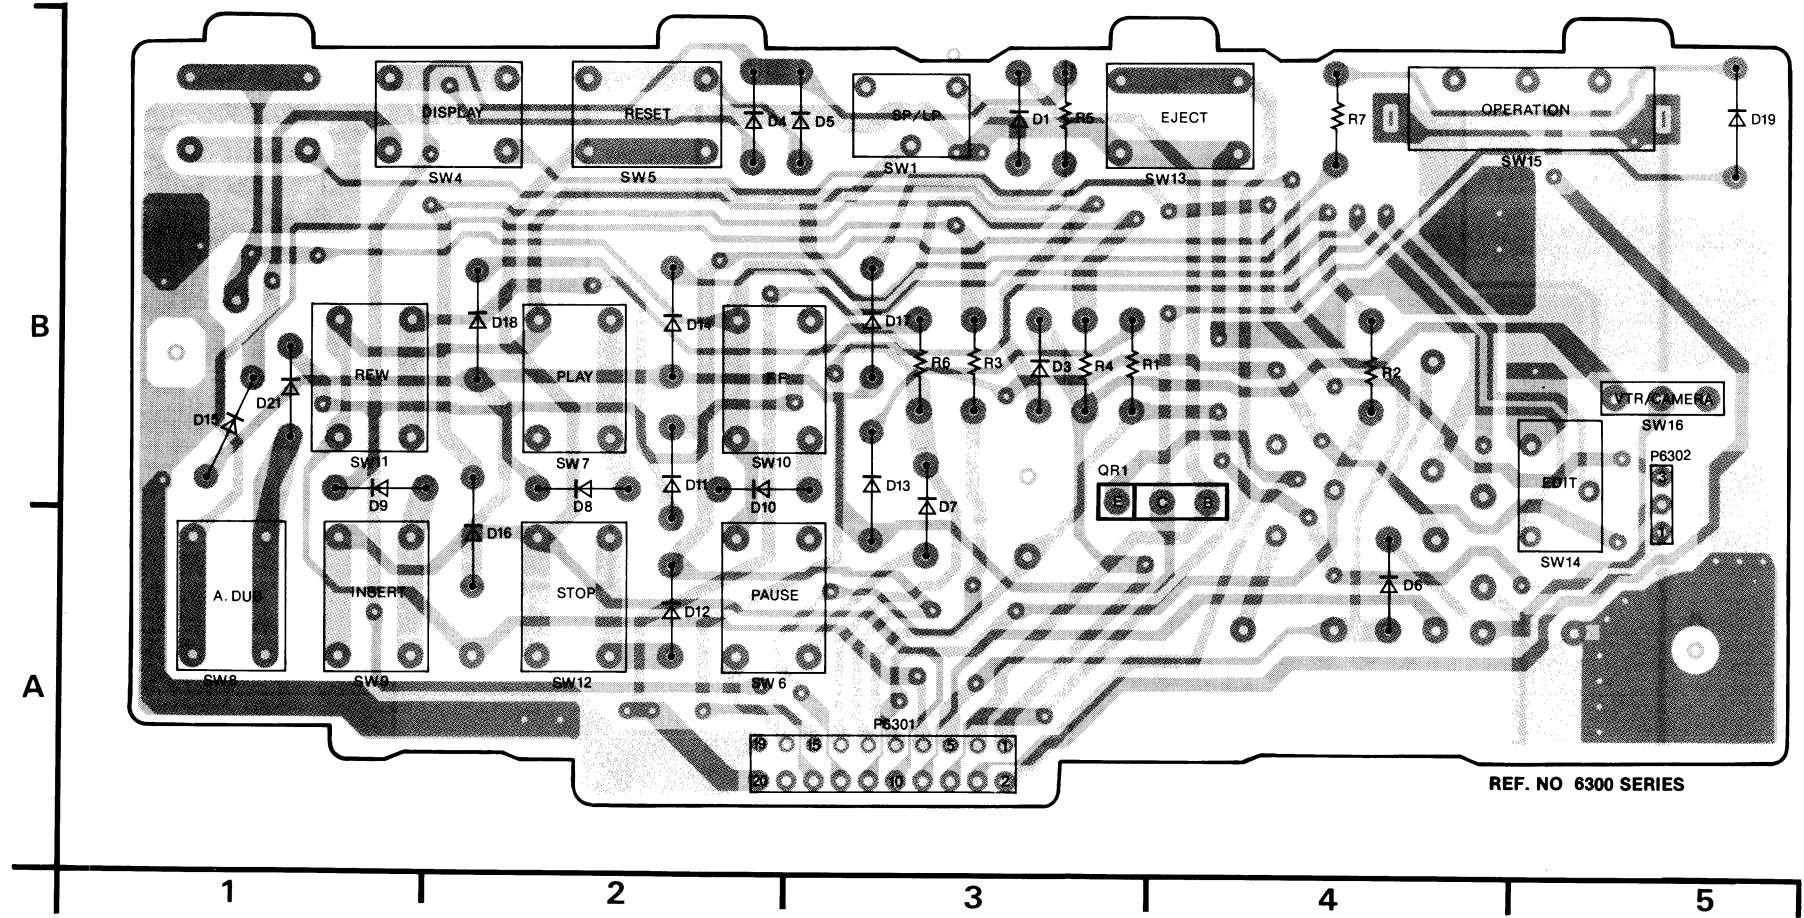 DISPLAY
RESET
D4
D5
SP/LP
D1
R5
EJECT
R7
OPERATION
D19
SW4
SW5
SW1
SW13
SW15
B
D18
D14
D17
R6
R3
D3
R4
R1
R2
REW
PLAY
FF
D15
D21
VTR/CAMERA
SW16
SW11
SW7
SW10
QR1
P6302
3
D9
D8
D11
D10
D13
D7
E C B
EDIT
1
D16
SW14
A. DUB
INSERT
STOP
D12
PAUSE
D6
A
SW8
SW9
SW12
SW 6
P6301
19 15 5 1
20 10 2
REF. NO 6300 SERIES
1 2 3 4 5